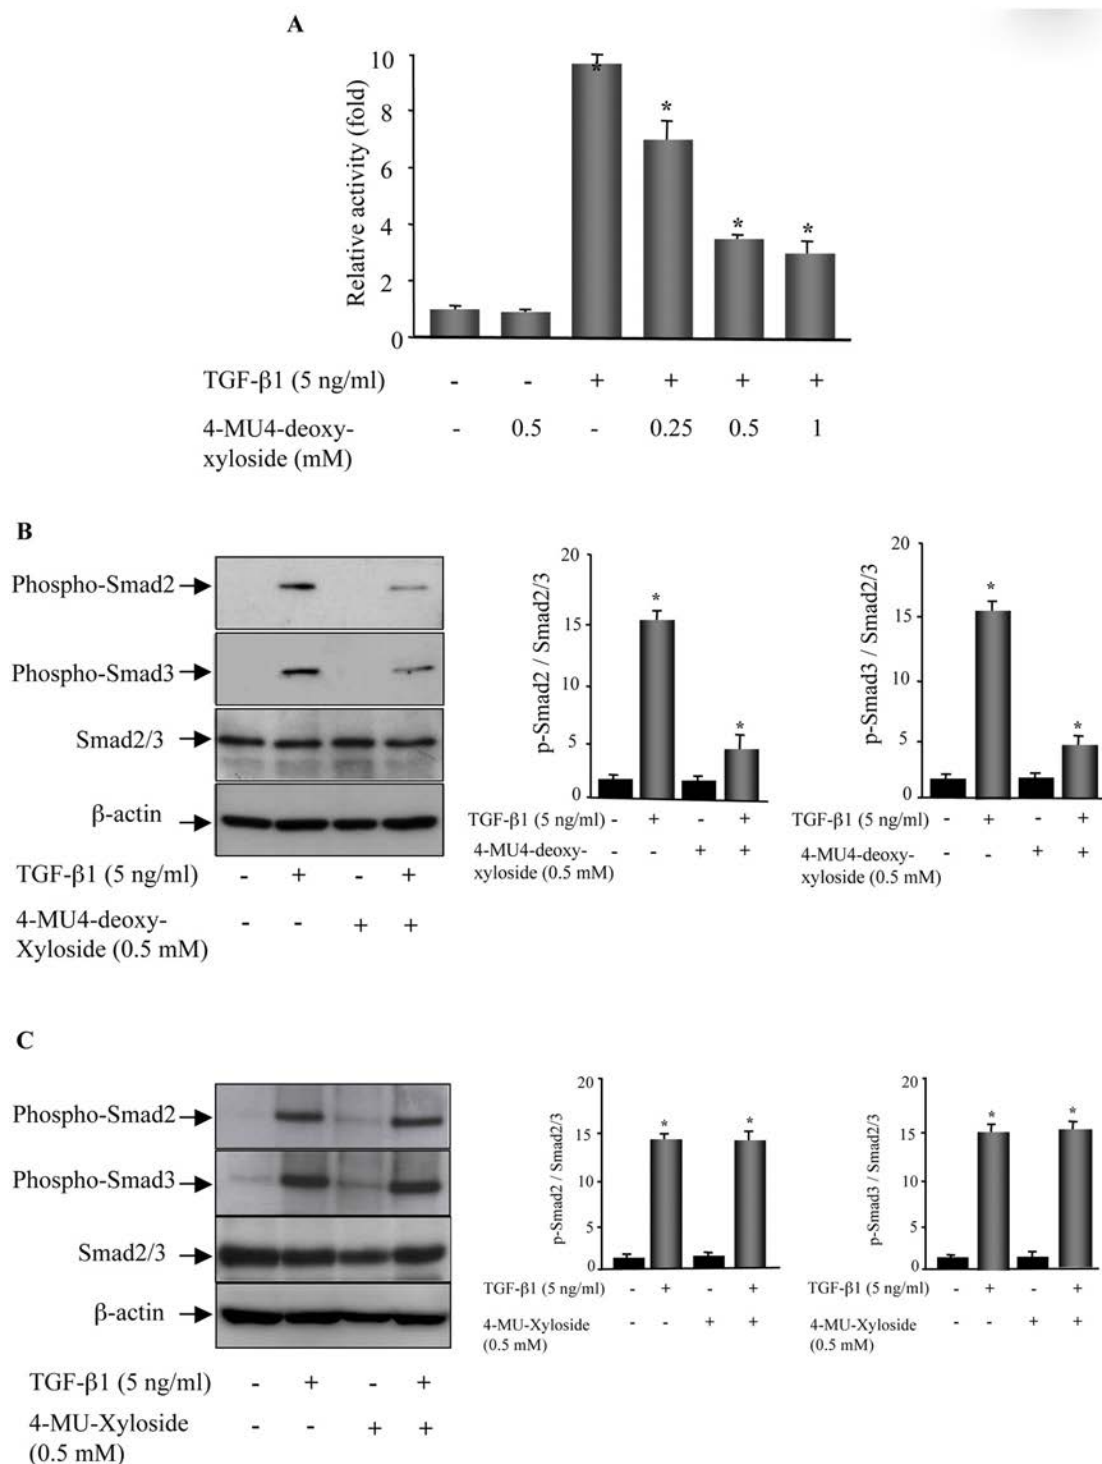 A
Relative activity (fold)
10
8
6
4
2
0
* * * *
TGF-β1 (5 ng/ml) - - + + + +
4-MU4-deoxy- - 0.5 - 0.25 0.5 1
xyloside (mM)
B
Phospho-Smad2
Phospho-Smad3
Smad2/3
β-actin
TGF-β1 (5 ng/ml) - + - +
4-MU4-deoxy- - - + +
Xyloside (0.5 mM)
p-Smad2 / Smad2/3
20
15
10
5
0
* *
TGF-β1 (5 ng/ml) - + - +
4-MU4-deoxy- - - + +
xyloside (0.5 mM)
p-Smad3 / Smad2/3
20
15
10
5
0
* *
TGF-β1 (5 ng/ml) - + - +
4-MU4-deoxy- - - + +
xyloside (0.5 mM)
C
Phospho-Smad2
Phospho-Smad3
Smad2/3
β-actin
TGF-β1 (5 ng/ml) - + - +
4-MU-Xyloside - - + +
(0.5 mM)
p-Smad2 / Smad2/3
20
15
10
5
0
* *
TGF-β1 (5 ng/ml) - + - +
4-MU-Xyloside - - + +
(0.5 mM)
p-Smad3 / Smad2/3
20
15
10
5
0
* *
TGF-β1 (5 ng/ml) - + - +
4-MU-Xyloside - - + +
(0.5 mM)